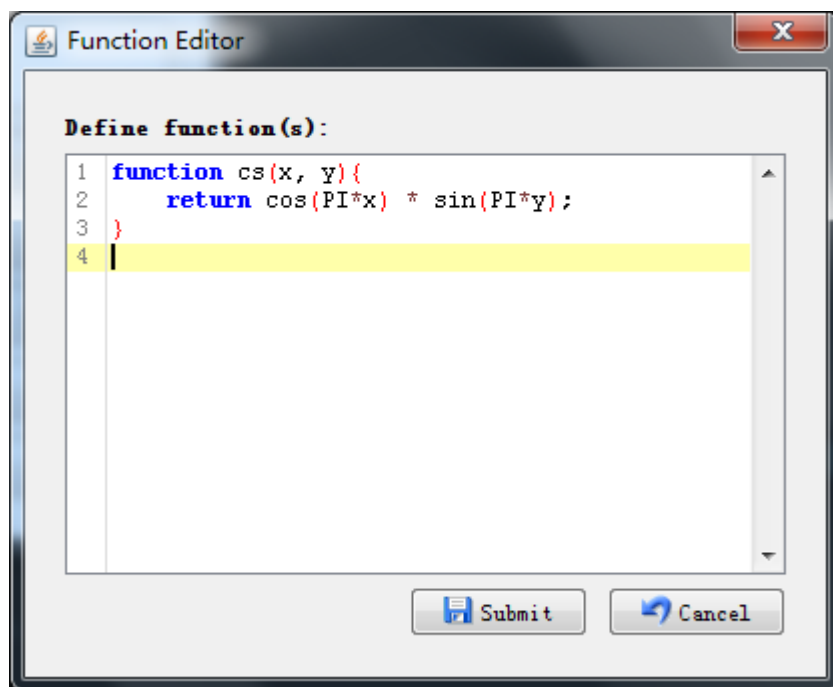 Function Editor
Define function(s):
1 function cs(x, y){
2     return cos(PI*x) * sin(PI*y);
3 }
4
Submit Cancel